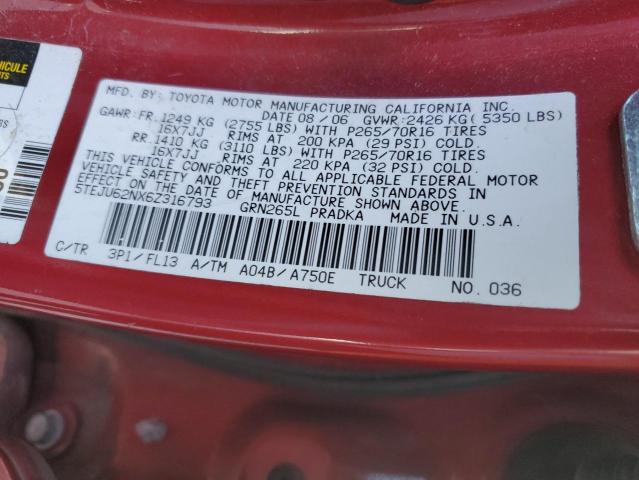 VEHICULE
MFD. BY: TOYOTA MOTOR MANUFACTURING CALIFORNIA INC.
DATE 08/06 GVWR: 2426 KG ( 5350 LBS)
GAWR: FR. 1249 KG (2755 LBS) WITH P265/70R16 TIRES
16X7JJ RIMS AT 200 KPA (29 PSI) COLD.
RR. 1410 KG (3110 LBS) WITH P265/70R16 TIRES
16X7JJ RIMS AT 220 KPA (32 PSI) COLD.
THIS VEHICLE CONFORMS TO ALL APPLICABLE FEDERAL MOTOR
VEHICLE SAFETY AND THEFT PREVENTION STANDARDS IN
EFFECT ON THE DATE OF MANUFACTURE SHOWN ABOVE.
5TEJU62NX6Z316793 GRN265L PRADKA MADE IN U.S.A.
C/TR 3P1/FL13 A/TM A04B/A750E TRUCK NO. 036